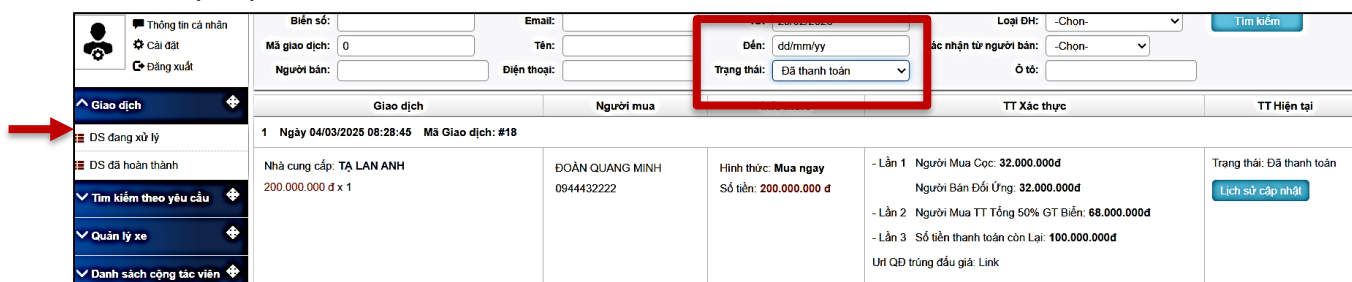 Thông tin cá nhân
Cài đặt
Đăng xuất
Biển số:
Email:
Loại ĐH: -Chọn-
Tìm kiếm
Mã giao dịch: 0
Tên:
Đến: dd/mm/yy
ác nhận từ người bán: -Chọn-
Người bán:
Điện thoại:
Trạng thái: Đã thanh toán
Ô tô:
Giao dịch
DS đang xử lý
DS đã hoàn thành
Tìm kiếm theo yêu cầu
Quản lý xe
Danh sách cộng tác viên
Giao dịch
Người mua
TT Xác thực
TT Hiện tại
1 Ngày 04/03/2025 08:28:45 Mã Giao dịch: #18
Nhà cung cấp: TẠ LAN ANH
200.000.000 đ x 1
ĐOÀN QUANG MINH
0944432222
Hình thức: Mua ngay
Số tiền: 200.000.000 đ
- Lần 1 Người Mua Cọc: 32.000.000đ
Người Bán Đối Ứng: 32.000.000đ
- Lần 2 Người Mua TT Tổng 50% GT Biển: 68.000.000đ
- Lần 3 Số tiền thanh toán còn Lại: 100.000.000đ
Url QĐ trúng đấu giá: Link
Trạng thái: Đã thanh toán
Lịch sử cập nhật